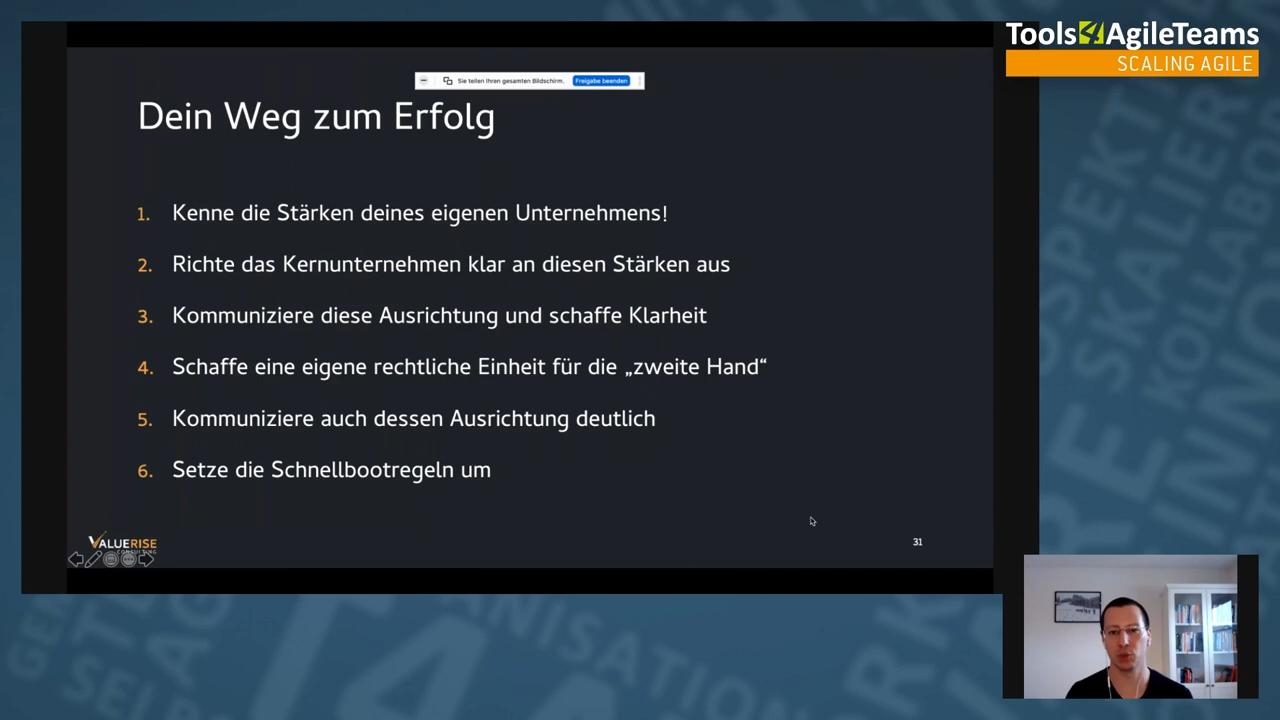 Tools4AgileTeams
SCALING AGILE
Sie teilen Ihren gesamten Bildschirm.
Freigabe beenden
Dein Weg zum Erfolg
1. Kenne die Stärken deines eigenen Unternehmens!
2. Richte das Kernunternehmen klar an diesen Stärken aus
3. Kommuniziere diese Ausrichtung und schaffe Klarheit
4. Schaffe eine eigene rechtliche Einheit für die „zweite Hand“
5. Kommuniziere auch dessen Ausrichtung deutlich
6. Setze die Schnellbootregeln um
VALUERISE
CONSULTING
31